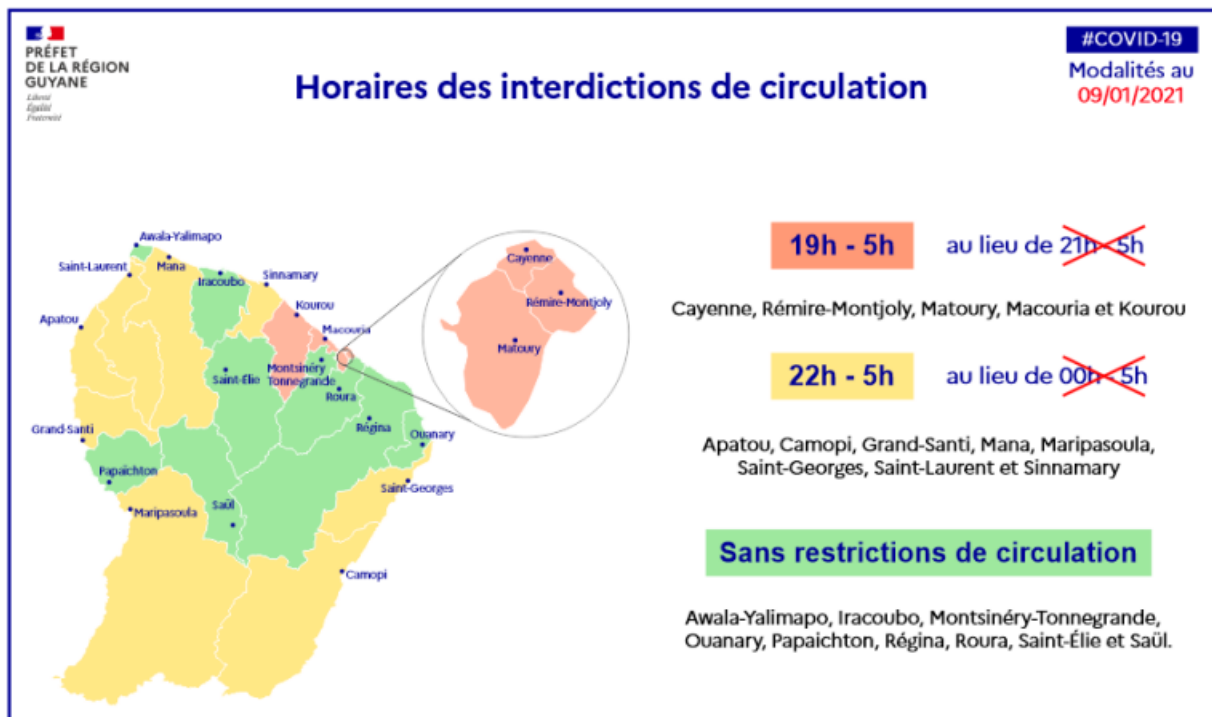 PRÉFET
DE LA RÉGION
GUYANE
Liberté
Égalité
Fraternité
Horaires des interdictions de circulation
#COVID-19
Modalités au
09/01/2021
Awala-Yalimapo
Saint-Laurent
Mana
Iracoubo
Sinnamary
Kourou
Apatou
Macouria
Saint-Élie
Montsinéry
Tonnegrande
Roura
Régina
Ouanary
Grand-Santi
Papaïchton
Saint-Georges
Maripasoula
Saül
Camopi
Cayenne
Rémire-Montjoly
Matoury
19h - 5h au lieu de 21h - 5h
Cayenne, Rémire-Montjoly, Matoury, Macouria et Kourou
22h - 5h au lieu de 00h - 5h
Apatou, Camopi, Grand-Santi, Mana, Maripasoula,
Saint-Georges, Saint-Laurent et Sinnamary
Sans restrictions de circulation
Awala-Yalimapo, Iracoubo, Montsinéry-Tonnegrande,
Ouanary, Papaichton, Régina, Roura, Saint-Élie et Saül.